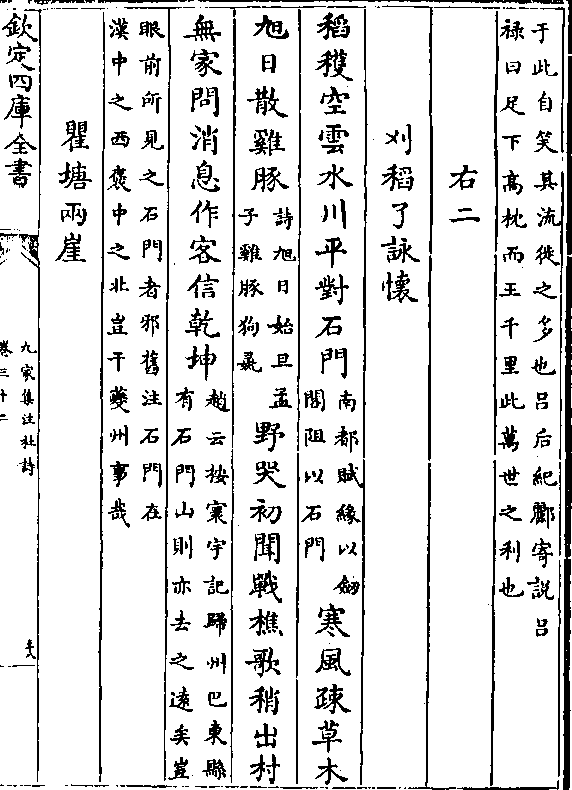 于此自笑其流徙之多也吕后紀酈寄説吕
禄曰足下髙枕而王千里此萬世之利也
右二
刈稻了詠懷
稻穫空雲水川平對石門
南都賦緣以劔
閣阻以石門
寒風疎草木
旭日散雞豚
詩旭日始旦孟
子雞豚狗彘
野哭初聞戰樵歌稍出村
無家問消息作客信乾坤
趙云按寰宇記歸州巴東縣
有石門山則亦去之遠矣豈
眼前所見之石門者邪舊注石門在
漢中之西褒中之北豈干夔州事哉
瞿塘兩崖
欽定四庫全書
九家集注杜詩
卷三十二